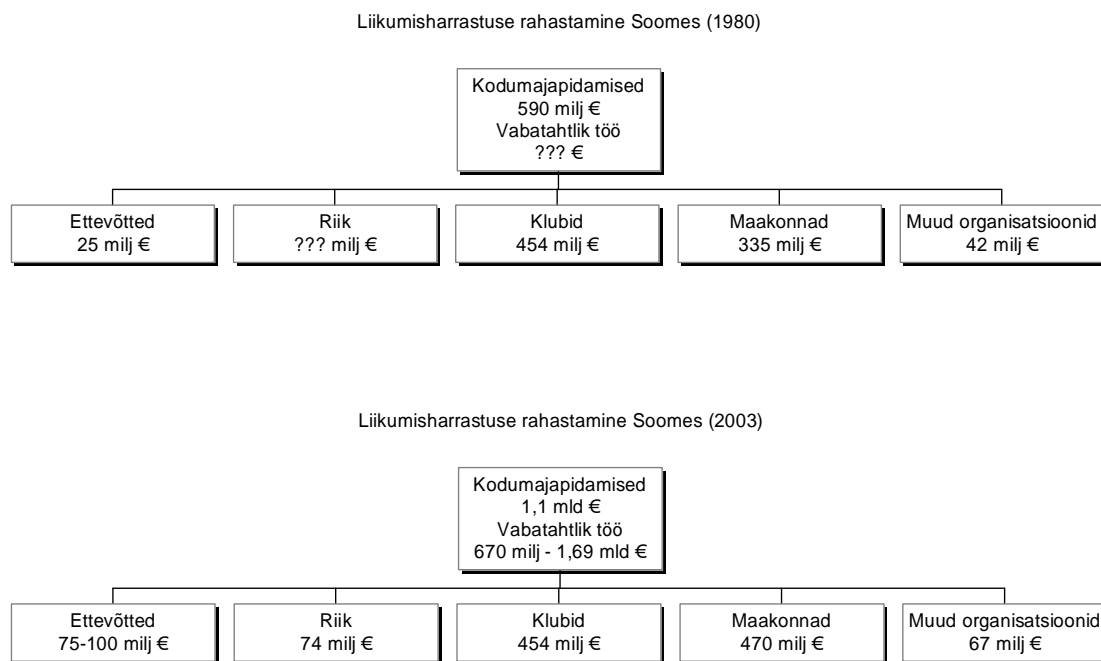 Liikumisharrastuse rahastamine Soomes (1980)
Kodumajapidamised
590 milj €
Vabatahtlik töö
??? €
Ettevõtted
25 milj €
Riik
??? milj €
Klubid
454 milj €
Maakonnad
335 milj €
Muud organisatsioonid
42 milj €
Liikumisharrastuse rahastamine Soomes (2003)
Kodumajapidamised
1,1 mld €
Vabatahtlik töö
670 milj - 1,69 mld €
Ettevõtted
75-100 milj €
Riik
74 milj €
Klubid
454 milj €
Maakonnad
470 milj €
Muud organisatsioonid
67 milj €